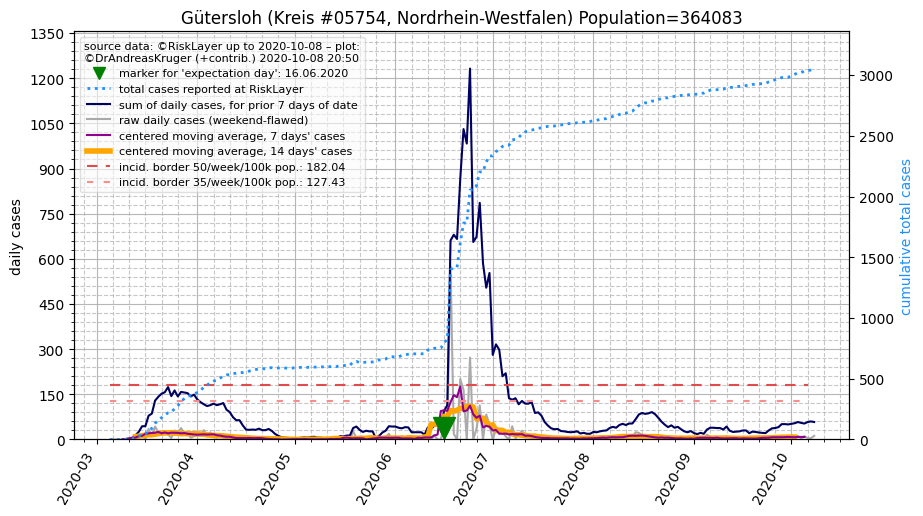 Gütersloh (Kreis #05754, Nordrhein-Westfalen) Population=364083
source data: ©RiskLayer up to 2020-10-08 – plot:
©DrAndreasKruger (+contrib.) 2020-10-08 20:50
marker for 'expectation day': 16.06.2020
total cases reported at RiskLayer
sum of daily cases, for prior 7 days of date
raw daily cases (weekend-flawed)
centered moving average, 7 days' cases
centered moving average, 14 days' cases
incid. border 50/week/100k pop.: 182.04
incid. border 35/week/100k pop.: 127.43
daily cases
1350
1200
1050
900
750
600
450
300
150
0
cumulative total cases
3000
2500
2000
1500
1000
500
0
2020-03
2020-04
2020-05
2020-06
2020-07
2020-08
2020-09
2020-10